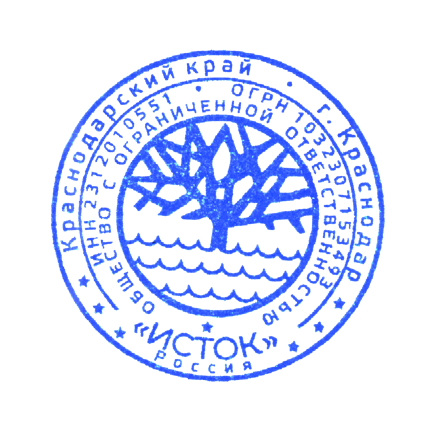 Краснодарский край • г. Краснодар
ИНН 2312010551 • ОГРН 1032307153493
ОБЩЕСТВО С ОГРАНИЧЕННОЙ ОТВЕТСТВЕННОСТЬЮ
«ИСТОК»
РОССИЯ